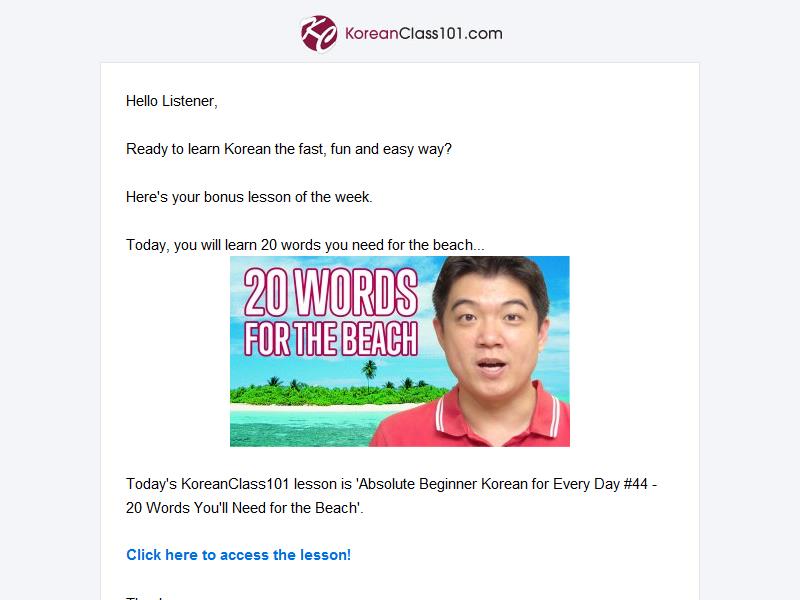 KoreanClass101.com
Hello Listener,
Ready to learn Korean the fast, fun and easy way?
Here's your bonus lesson of the week.
Today, you will learn 20 words you need for the beach...
20 WORDS
FOR THE BEACH
Today's KoreanClass101 lesson is 'Absolute Beginner Korean for Every Day #44 -
20 Words You'll Need for the Beach'.
Click here to access the lesson!